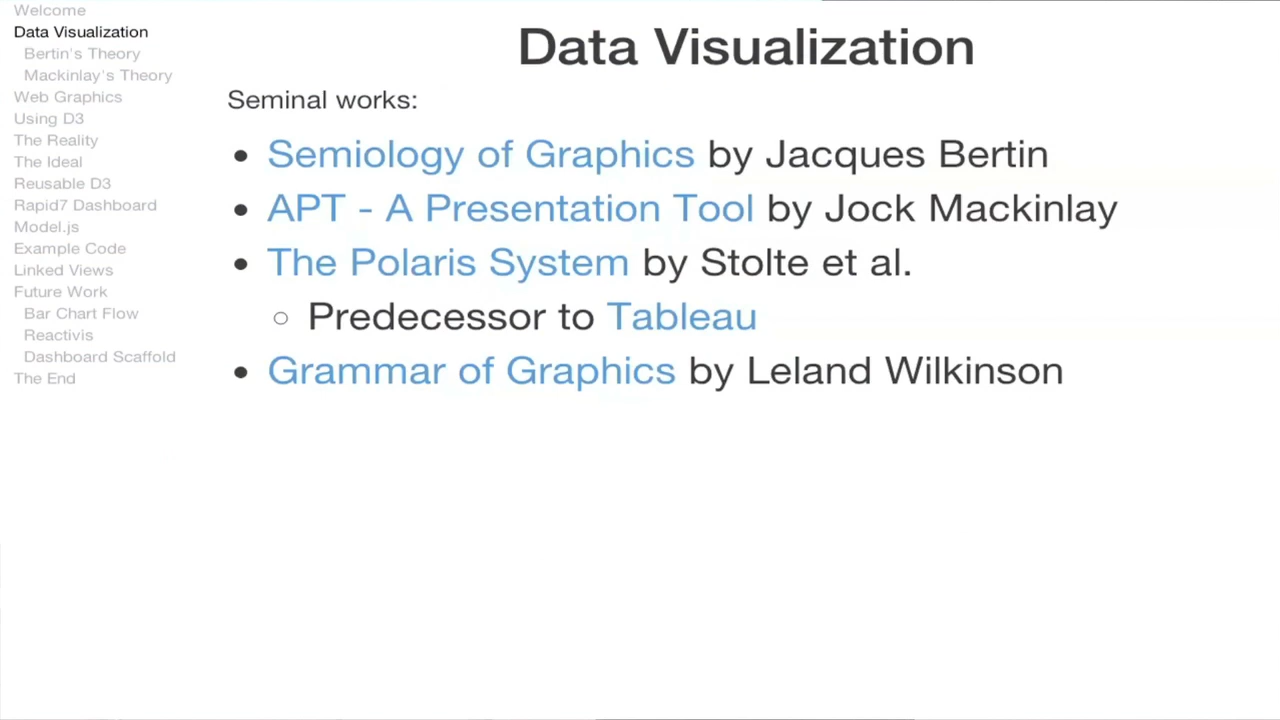 Welcome
Data Visualization
Bertin's Theory
Mackinlay's Theory
Web Graphics
Using D3
The Reality
The Ideal
Reusable D3
Rapid7 Dashboard
Model.js
Example Code
Linked Views
Future Work
Bar Chart Flow
Reactivis
Dashboard Scaffold
The End
Data Visualization
Seminal works:
• Semiology of Graphics by Jacques Bertin
• APT - A Presentation Tool by Jock Mackinlay
• The Polaris System by Stolte et al.
○ Predecessor to Tableau
• Grammar of Graphics by Leland Wilkinson